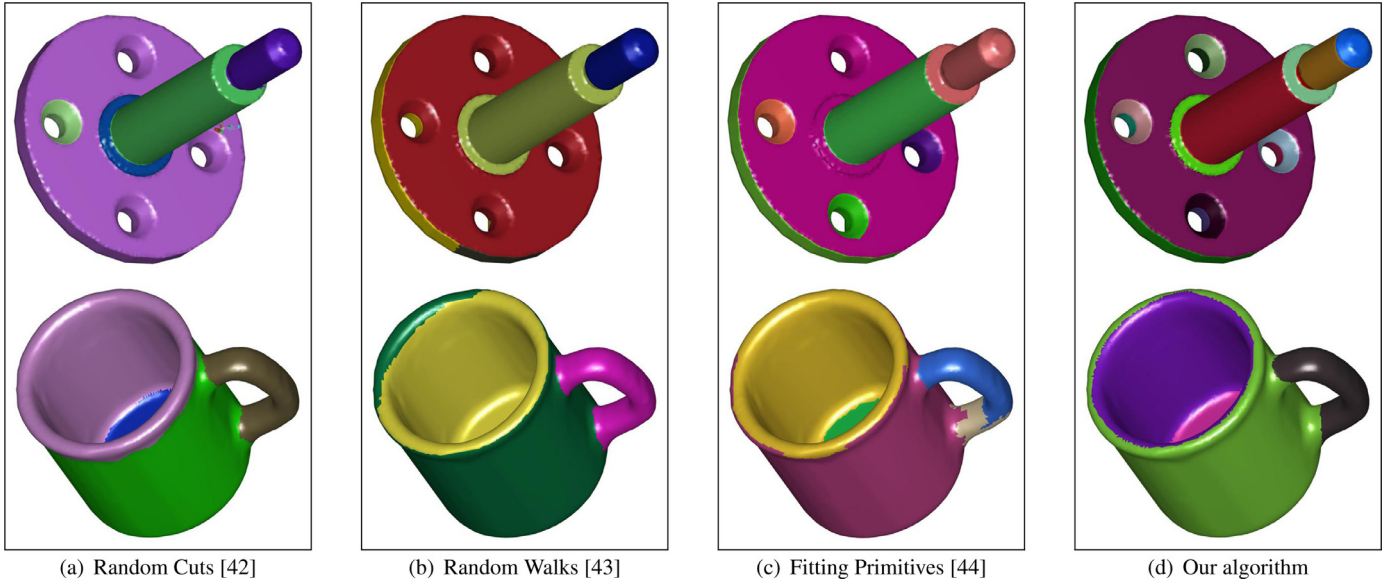 (a) Random Cuts [42]
(b) Random Walks [43]
(c) Fitting Primitives [44]
(d) Our algorithm